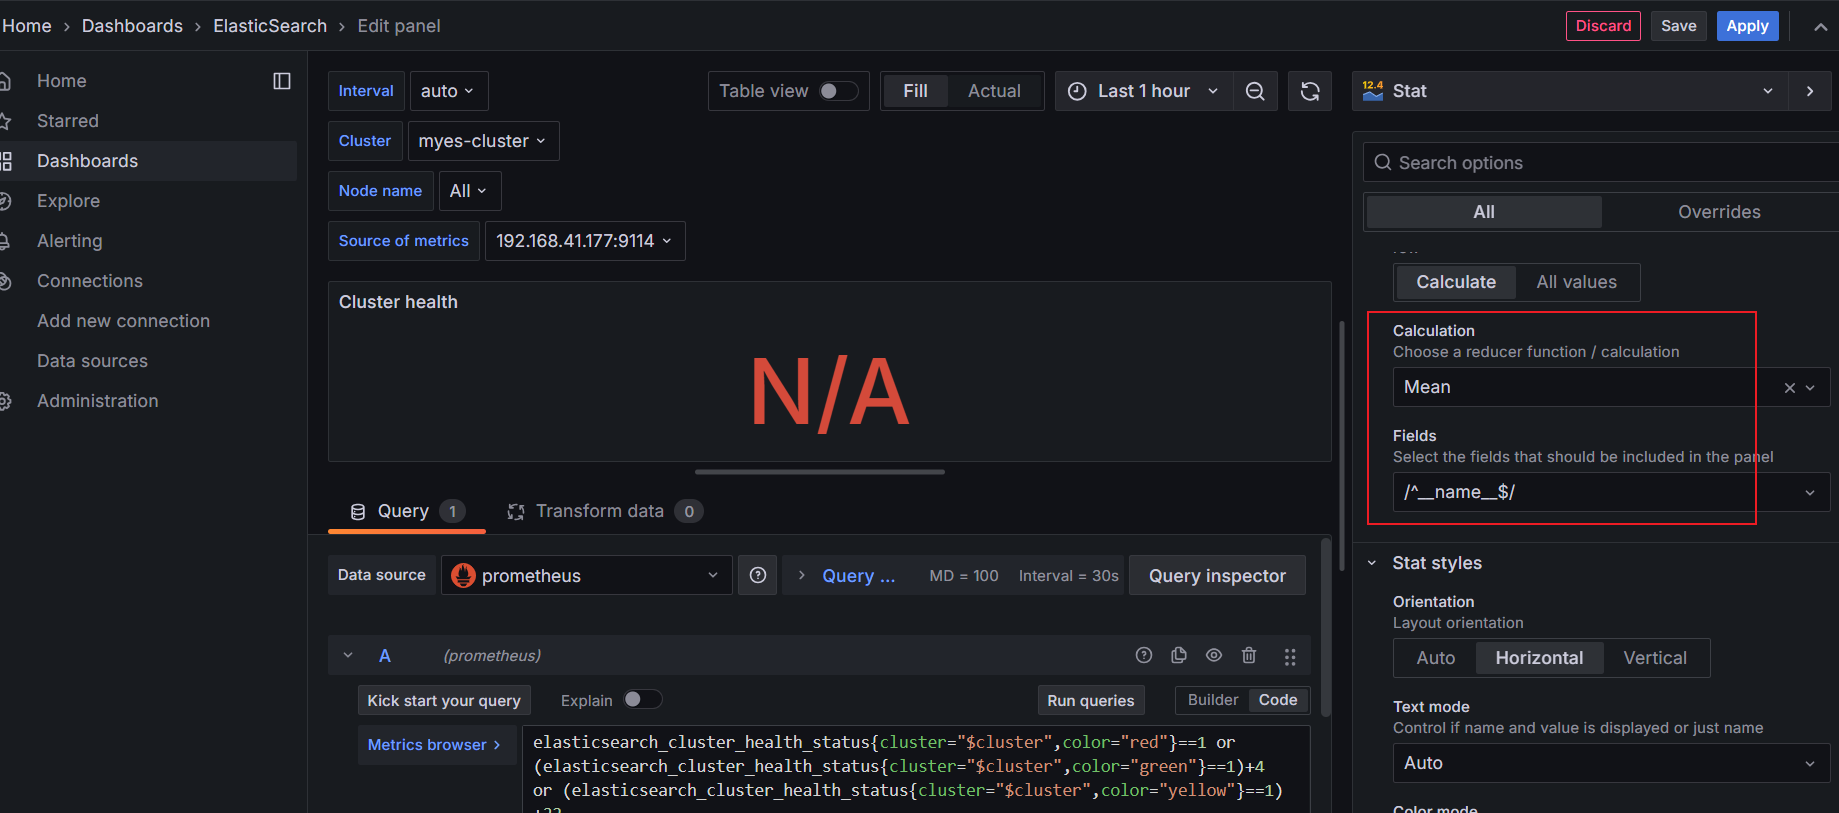 Home › Dashboards › ElasticSearch › Edit panel
Discard Save Apply
Home
Starred
Dashboards
Explore
Alerting
Connections
Add new connection
Data sources
Administration
Interval auto
Cluster myes-cluster
Node name All
Source of metrics 192.168.41.177:9114
Table view Fill Actual Last 1 hour
Cluster health
N/A
Query 1 Transform data 0
Data source prometheus Query ... MD = 100 Interval = 30s Query inspector
A (prometheus)
Kick start your query Explain Run queries Builder Code
Metrics browser >
elasticsearch_cluster_health_status{cluster="$cluster",color="red"}==1 or
(elasticsearch_cluster_health_status{cluster="$cluster",color="green"}==1)+4
or (elasticsearch_cluster_health_status{cluster="$cluster",color="yellow"}==1)
12.4 Stat
Search options
All Overrides
Calculate All values
Calculation
Choose a reducer function / calculation
Mean
Fields
Select the fields that should be included in the panel
/^__name__$/
Stat styles
Orientation
Layout orientation
Auto Horizontal Vertical
Text mode
Control if name and value is displayed or just name
Auto
Color mode